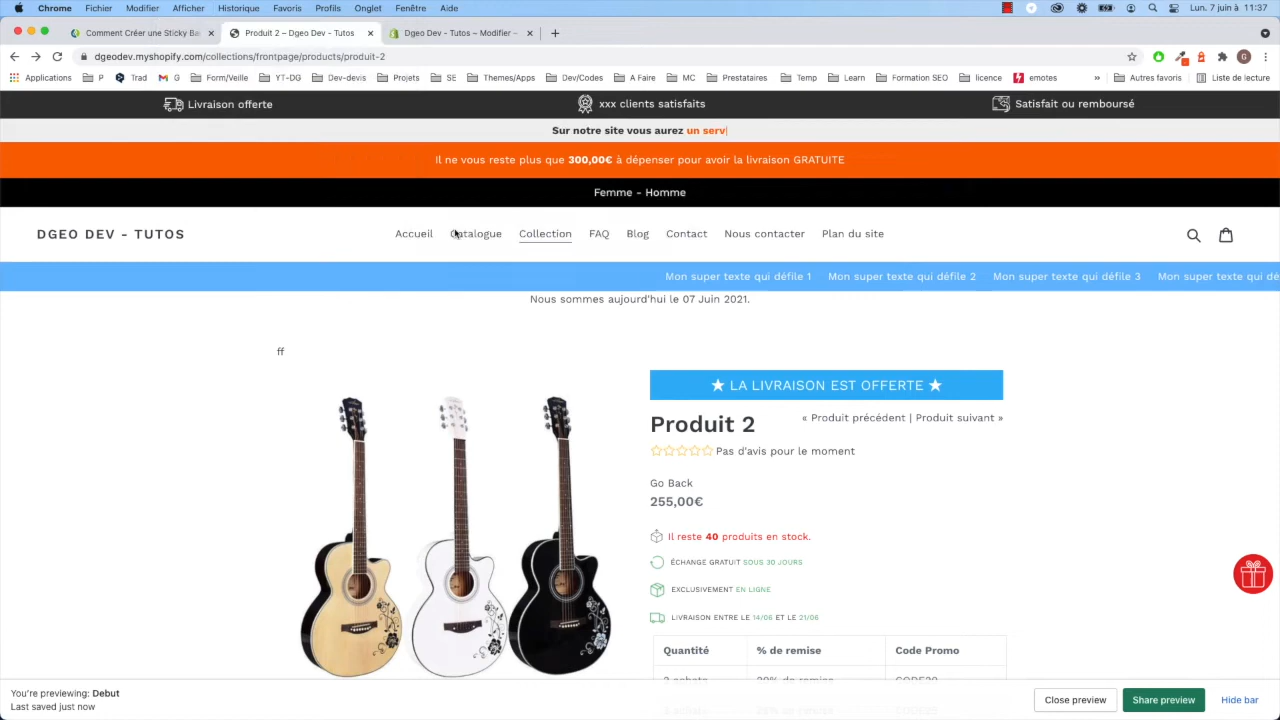 Chrome Fichier Modifier Afficher Historique Favoris Profils Onglet Fenêtre Aide Lun. 7 juin à 11:37
Comment Créer une Sticky Ba Produit 2 – Dgeo Dev - Tutos Dgeo Dev - Tutos – Modifier –
dgeodev.myshopify.com/collections/frontpage/products/produit-2
Applications P Trad M G Form/Veille YT-DG Dev-devis Projets SE Themes/Apps Dev/Codes A Faire MC Prestataires Temp Learn Formation SEO licence emotes » Autres favoris Liste de lecture
Livraison offerte xxx clients satisfaits Satisfait ou remboursé
Sur notre site vous aurez un serv
Il ne vous reste plus que 300,00€ à dépenser pour avoir la livraison GRATUITE
Femme - Homme
DGEO DEV - TUTOS Accueil Catalogue Collection FAQ Blog Contact Nous contacter Plan du site
Mon super texte qui défile 1 Mon super texte qui défile 2 Mon super texte qui défile 3 Mon super texte qui dé
Nous sommes aujourd'hui le 07 Juin 2021.
ff
★ LA LIVRAISON EST OFFERTE ★
Produit 2 « Produit précédent | Produit suivant »
Pas d'avis pour le moment
Go Back
255,00€
Il reste 40 produits en stock.
ÉCHANGE GRATUIT SOUS 30 JOURS
EXCLUSIVEMENT EN LIGNE
LIVRAISON ENTRE LE 14/06 ET LE 21/06
Quantité % de remise Code Promo
You're previewing: Debut
Last saved just now
Close preview Share preview Hide bar